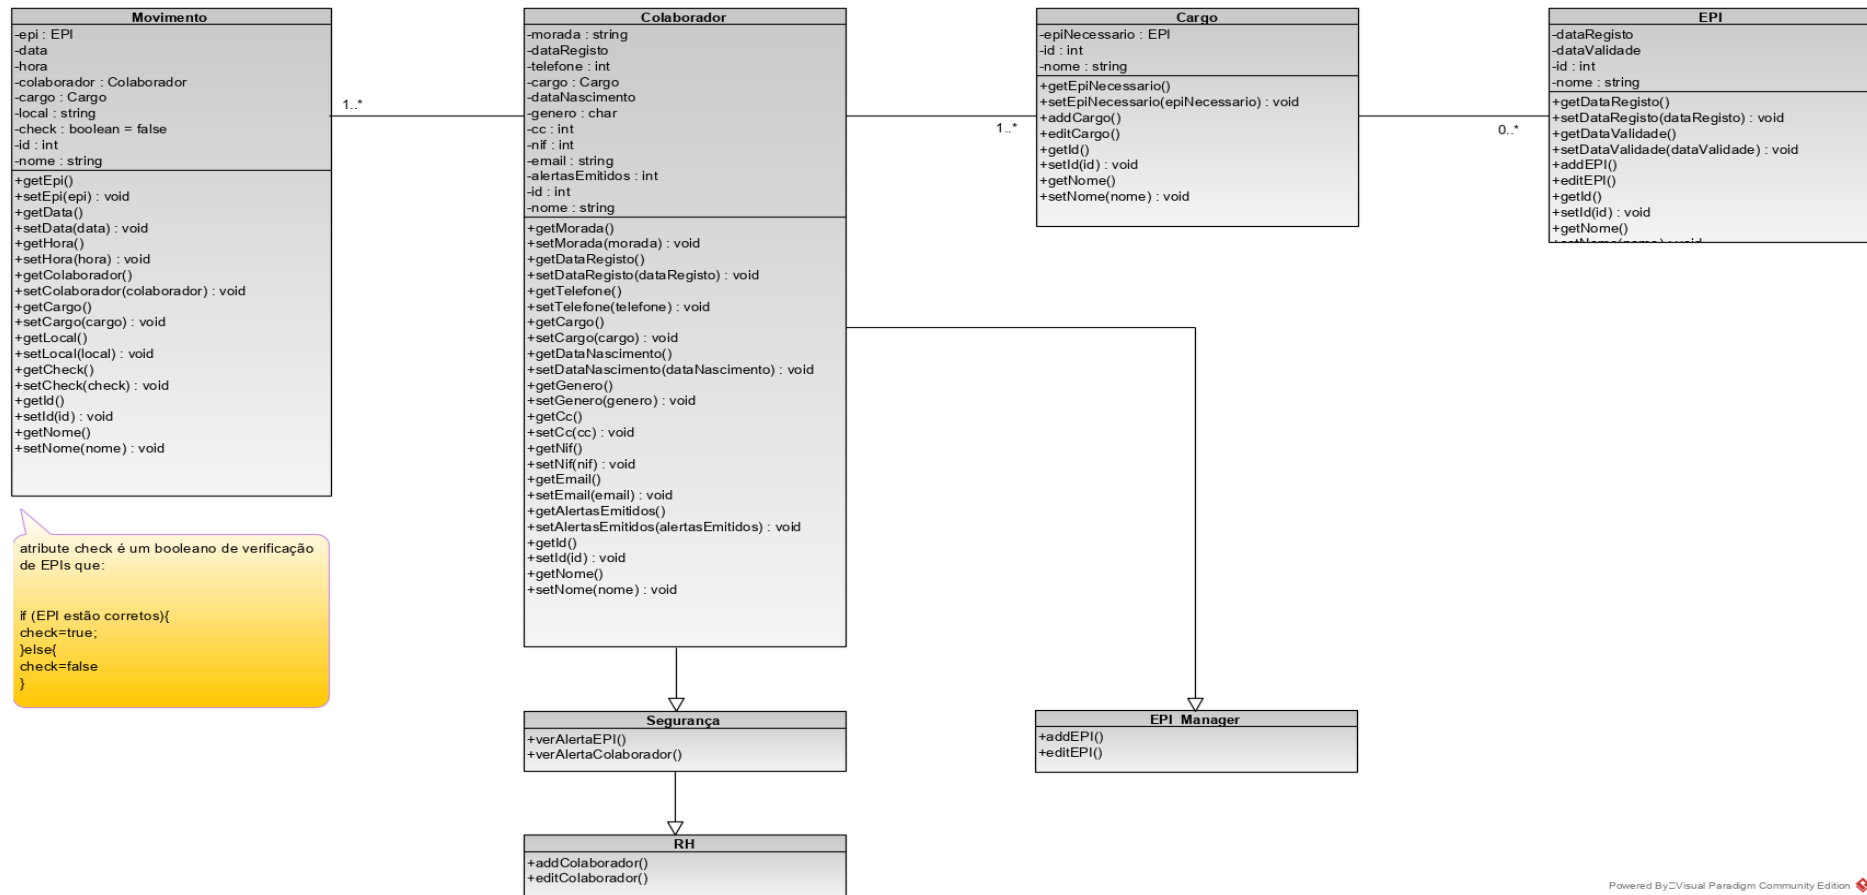 Movimento
-epi : EPI
-data
-hora
-colaborador : Colaborador
-cargo : Cargo
-local : string
-check : boolean = false
-id : int
-nome : string
+getEpi()
+setEpi(epi) : void
+getData()
+setData(data) : void
+getHora()
+setHora(hora) : void
+getColaborador()
+setColaborador(colaborador) : void
+getCargo()
+setCargo(cargo) : void
+getLocal()
+setLocal(local) : void
+getCheck()
+setCheck(check) : void
+getId()
+setId(id) : void
+getNome()
+setNome(nome) : void
atribute check é um booleano de verificação
de EPIs que:
if (EPI estão corretos){
check=true;
}else{
check=false
}
1..*
Colaborador
-morada : string
-dataRegisto
-telefone : int
-cargo : Cargo
-dataNascimento
-genero : char
-cc : int
-nif : int
-email : string
-alertasEmitidos : int
-id : int
-nome : string
+getMorada()
+setMorada(morada) : void
+getDataRegisto()
+setDataRegisto(dataRegisto) : void
+getTelefone()
+setTelefone(telefone) : void
+getCargo()
+setCargo(cargo) : void
+getDataNascimento()
+setDataNascimento(dataNascimento) : void
+getGenero()
+setGenero(genero) : void
+getCc()
+setCc(cc) : void
+getNif()
+setNif(nif) : void
+getEmail()
+setEmail(email) : void
+getAlertasEmitidos()
+setAlertasEmitidos(alertasEmitidos) : void
+getId()
+setId(id) : void
+getNome()
+setNome(nome) : void
Segurança
+verAlertaEPI()
+verAlertaColaborador()
RH
+addColaborador()
+editColaborador()
1..*
Cargo
-epiNecessario : EPI
-id : int
-nome : string
+getEpiNecessario()
+setEpiNecessario(epiNecessario) : void
+addCargo()
+editCargo()
+getId()
+setId(id) : void
+getNome()
+setNome(nome) : void
EPI_Manager
+addEPI()
+editEPI()
0..*
EPI
-dataRegisto
-dataValidade
-id : int
-nome : string
+getDataRegisto()
+setDataRegisto(dataRegisto) : void
+getDataValidade()
+setDataValidade(dataValidade) : void
+addEPI()
+editEPI()
+getId()
+setId(id) : void
+getNome()
+setNome(nome) : void
Powered By Visual Paradigm Community Edition